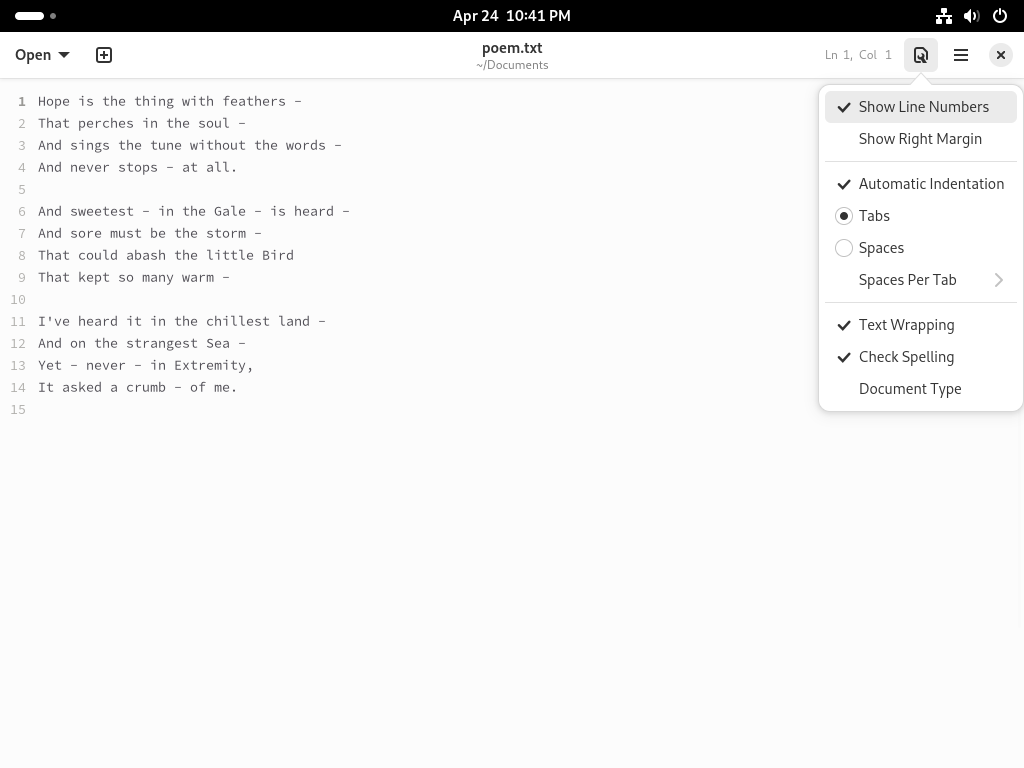 Apr 24 10:41 PM
Open
poem.txt
~/Documents
Ln 1, Col 1
1 Hope is the thing with feathers –
2 That perches in the soul –
3 And sings the tune without the words –
4 And never stops – at all.
5
6 And sweetest – in the Gale – is heard –
7 And sore must be the storm –
8 That could abash the little Bird
9 That kept so many warm –
10
11 I've heard it in the chillest land –
12 And on the strangest Sea –
13 Yet – never – in Extremity,
14 It asked a crumb – of me.
15
Show Line Numbers
Show Right Margin
Automatic Indentation
Tabs
Spaces
Spaces Per Tab
Text Wrapping
Check Spelling
Document Type